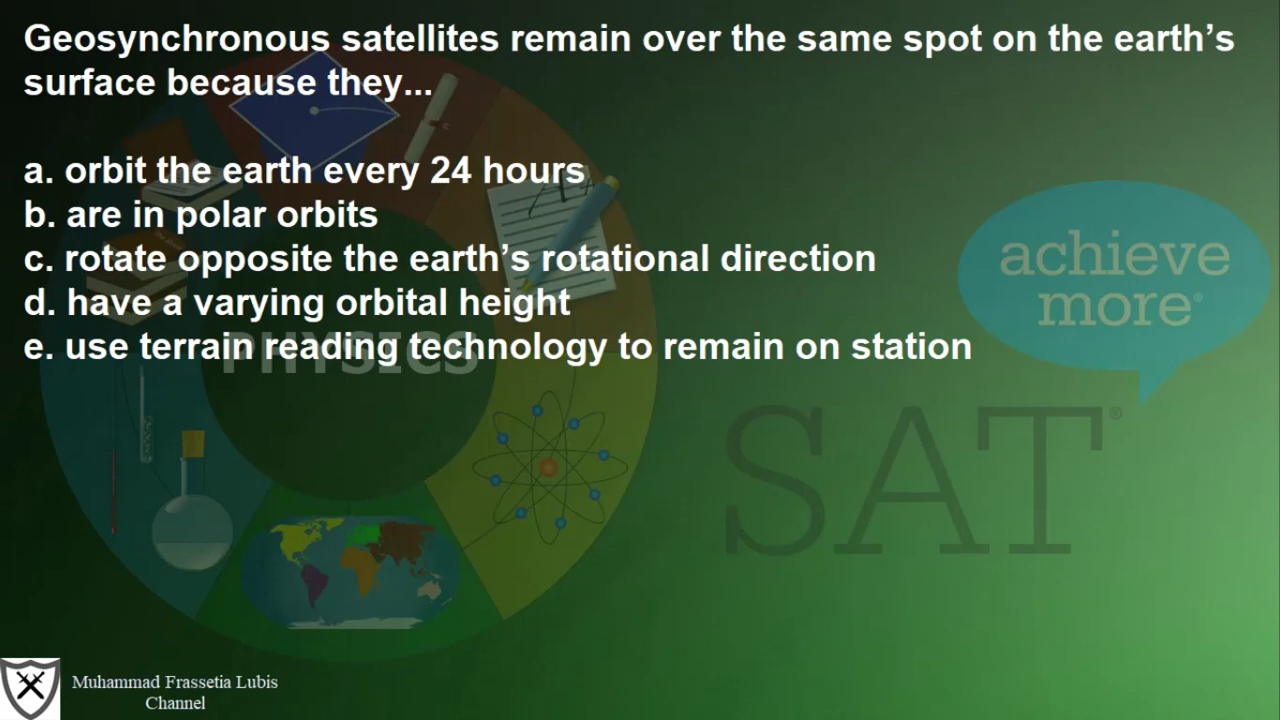 Geosynchronous satellites remain over the same spot on the earth’s
surface because they...
a. orbit the earth every 24 hours
b. are in polar orbits
c. rotate opposite the earth’s rotational direction
d. have a varying orbital height
e. use terrain reading technology to remain on station
PHYSICS
achieve
more®
SAT®
Muhammad Frassetia Lubis
Channel